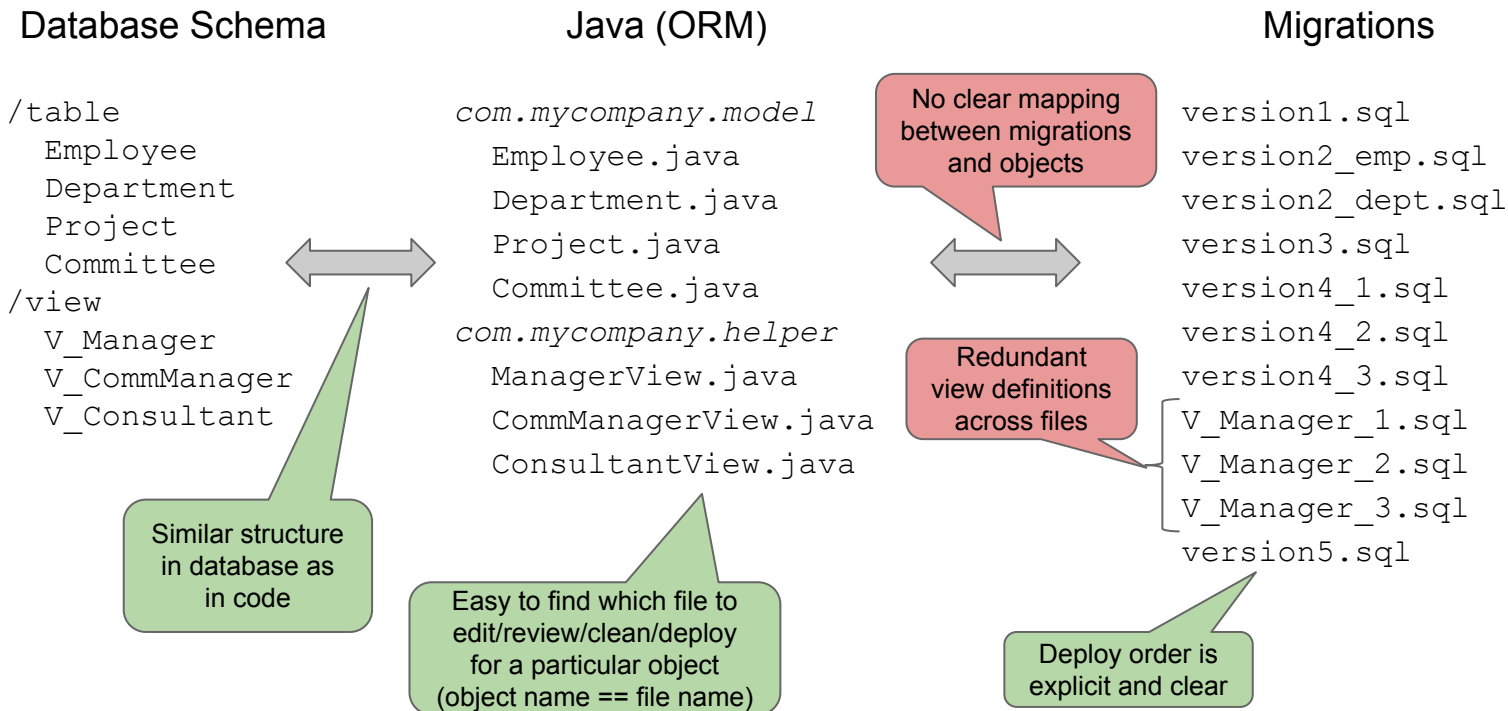 Database Schema
/table
Employee
Department
Project
Committee
/view
V_Manager
V_CommManager
V_Consultant
Similar structure
in database as
in code
Java (ORM)
com.mycompany.model
Employee.java
Department.java
Project.java
Committee.java
com.mycompany.helper
ManagerView.java
CommManagerView.java
ConsultantView.java
Easy to find which file to
edit/review/clean/deploy
for a particular object
(object name == file name)
No clear mapping
between migrations
and objects
Redundant
view definitions
across files
Migrations
version1.sql
version2_emp.sql
version2_dept.sql
version3.sql
version4_1.sql
version4_2.sql
version4_3.sql
V_Manager_1.sql
V_Manager_2.sql
V_Manager_3.sql
version5.sql
Deploy order is
explicit and clear